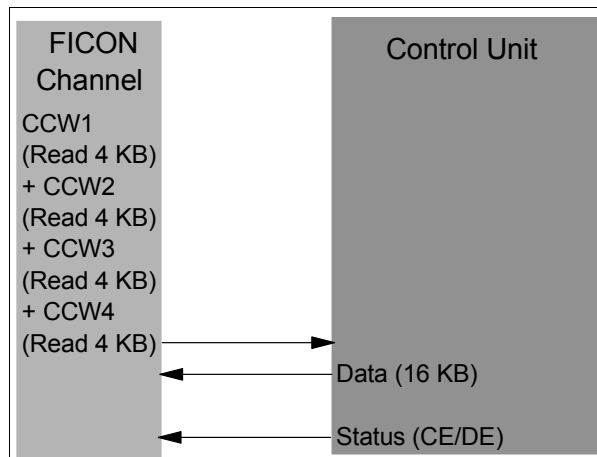 FICON
Channel
CCW1
(Read 4 KB)
+ CCW2
(Read 4 KB)
+ CCW3
(Read 4 KB)
+ CCW4
(Read 4 KB)
Control Unit
Data (16 KB)
Status (CE/DE)